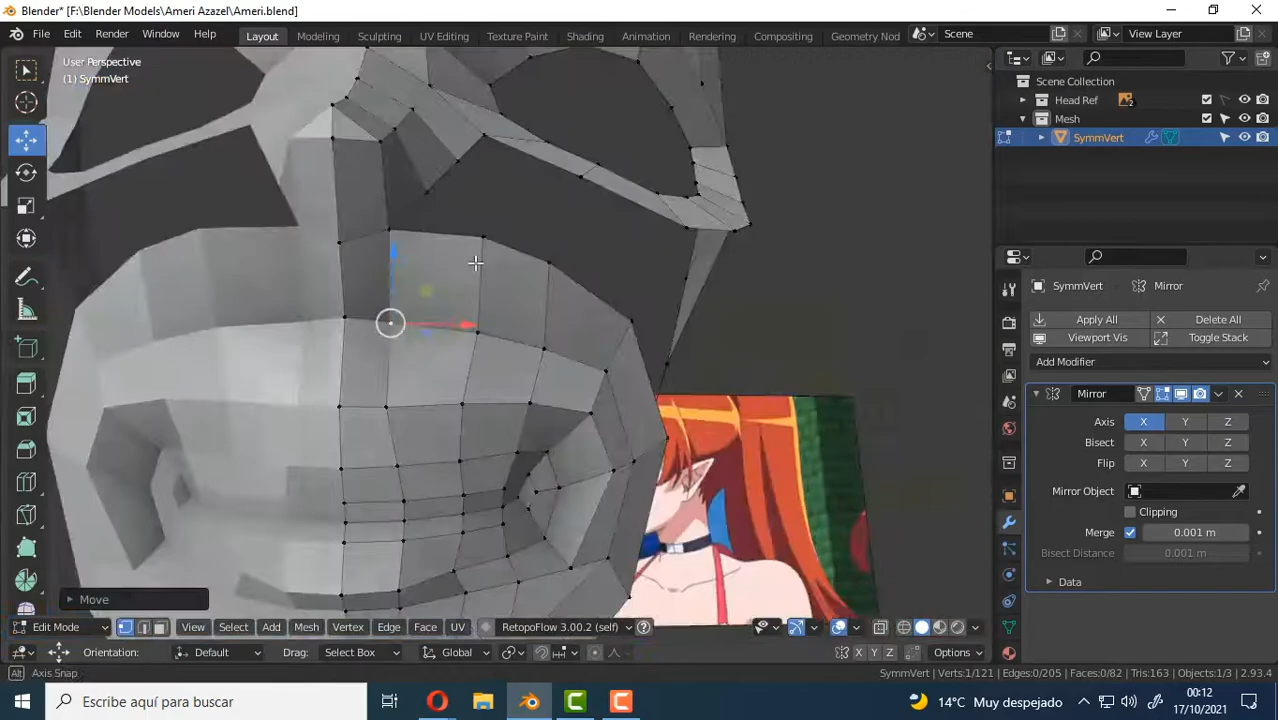 Blender* [F:\Blender Models\Ameri Azazel\Ameri.blend]
File Edit Render Window Help Layout Modeling Sculpting UV Editing Texture Paint Shading Animation Rendering Compositing Geometry Nod Scene View Layer
User Perspective
(1) SymmVert
Scene Collection
Head Ref 2
Mesh
SymmVert
SymmVert Mirror
Apply All Delete All
Viewport Vis Toggle Stack
Add Modifier
Mirror
Axis X Y Z
Bisect X Y Z
Flip X Y Z
Mirror Object
Clipping
Merge 0.001 m
Bisect Distance 0.001 m
Data
Move
Edit Mode View Select Add Mesh Vertex Edge Face UV RetopoFlow 3.00.2 (self)
Orientation: Default Drag: Select Box Global X Y Z Options
Alt Axis Snap SymmVert | Verts:1/121 | Edges:0/205 | Faces:0/82 | Tris:163 | Objects:1/3 | 2.93.4
Escribe aquí para buscar 14°C Muy despejado 00:12
17/10/2021